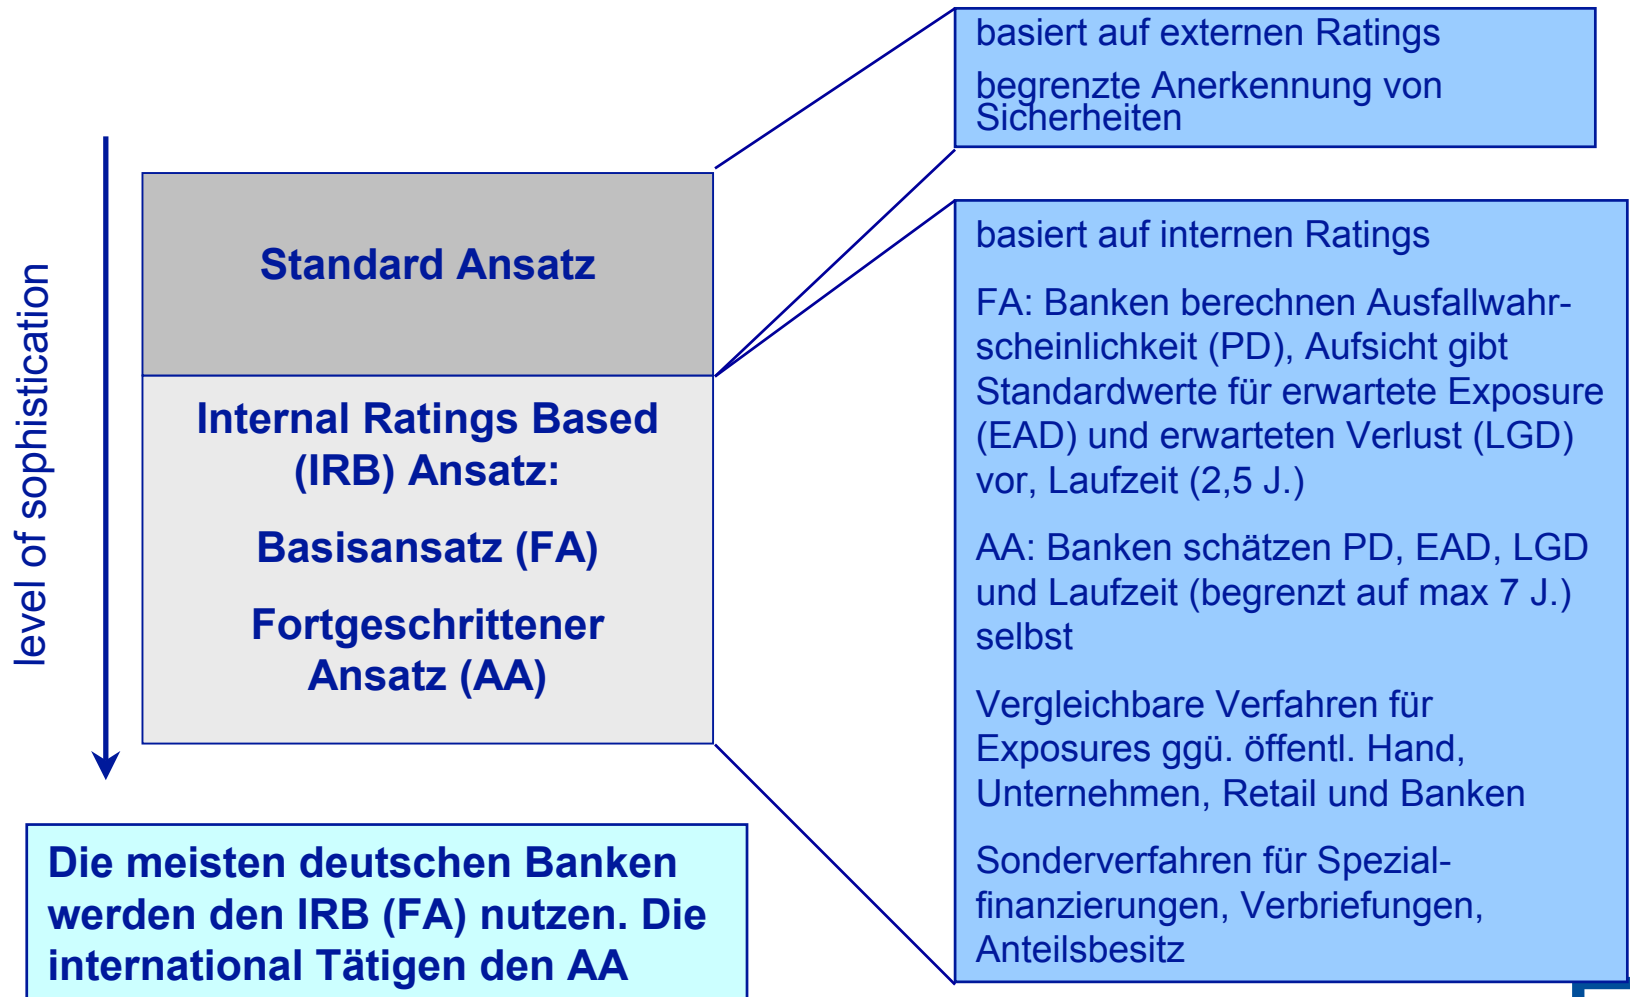 level of sophistication
Standard Ansatz
Internal Ratings Based
(IRB) Ansatz:
Basisansatz (FA)
Fortgeschrittener
Ansatz (AA)
Die meisten deutschen Banken
werden den IRB (FA) nutzen. Die
international Tätigen den AA
basiert auf externen Ratings
begrenzte Anerkennung von
Sicherheiten
basiert auf internen Ratings
FA: Banken berechnen Ausfallwahr-
scheinlichkeit (PD), Aufsicht gibt
Standardwerte für erwartete Exposure
(EAD) und erwarteten Verlust (LGD)
vor, Laufzeit (2,5 J.)
AA: Banken schätzen PD, EAD, LGD
und Laufzeit (begrenzt auf max 7 J.)
selbst
Vergleichbare Verfahren für
Exposures ggü. öffentl. Hand,
Unternehmen, Retail und Banken
Sonderverfahren für Spezial-
finanzierungen, Verbriefungen,
Anteilsbesitz